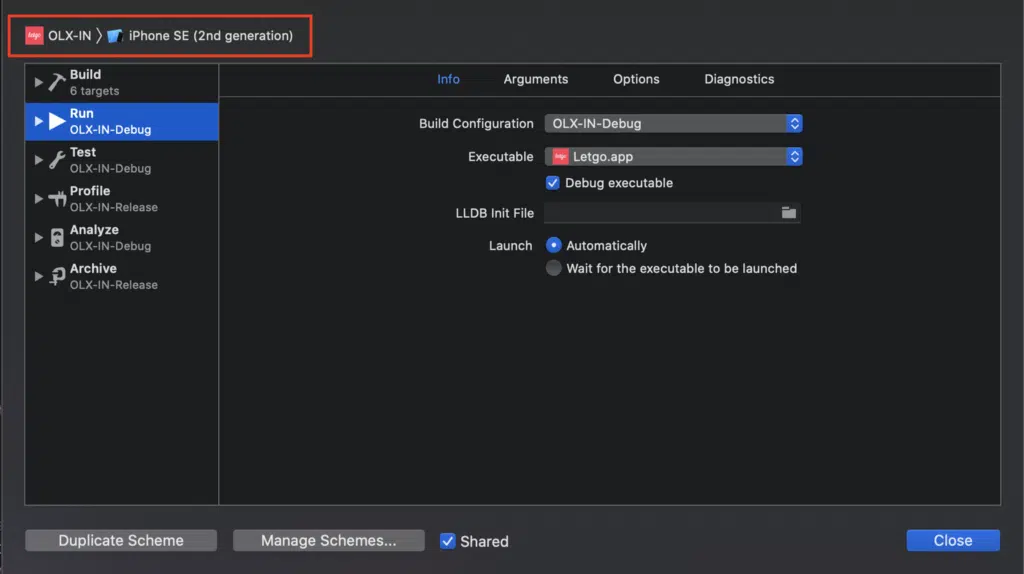 letgo OLX-IN 〉 iPhone SE (2nd generation)
Build
6 targets
Run
OLX-IN-Debug
Test
OLX-IN-Debug
Profile
OLX-IN-Release
Analyze
OLX-IN-Debug
Archive
OLX-IN-Release
Info Arguments Options Diagnostics
Build Configuration OLX-IN-Debug
Executable letgo Letgo.app
Debug executable
LLDB Init File
Launch Automatically
Wait for the executable to be launched
Duplicate Scheme Manage Schemes... Shared Close